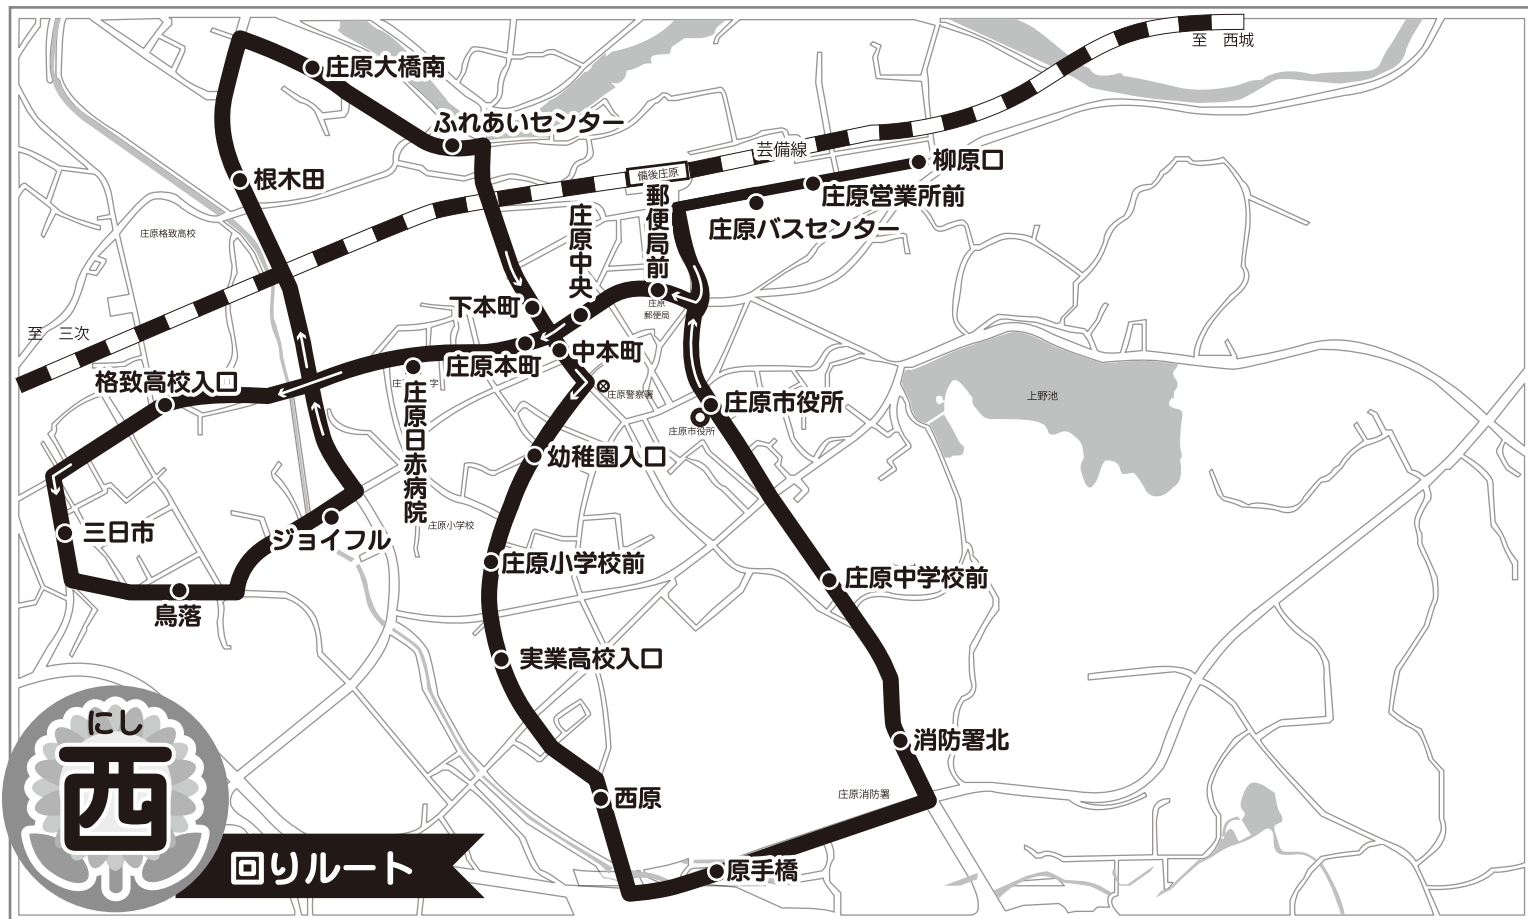 至　西城
庄原大橋南
ふれあいセンター
芸備線
柳原口
備後庄原
根木田
庄原営業所前
郵便局前
庄原中央
庄原バスセンター
庄原格致高校
下本町
庄原
郵便局
至　三次
庄原本町
中本町
格致高校入口
庄原警察署
庄原日赤病院
庄原市役所
庄原市役所
上野池
幼稚園入口
三日市
ジョイフル
庄原小学校
庄原小学校前
庄原中学校前
鳥落
実業高校入口
消防署北
にし
西
回りルート
西原
庄原消防署
原手橋